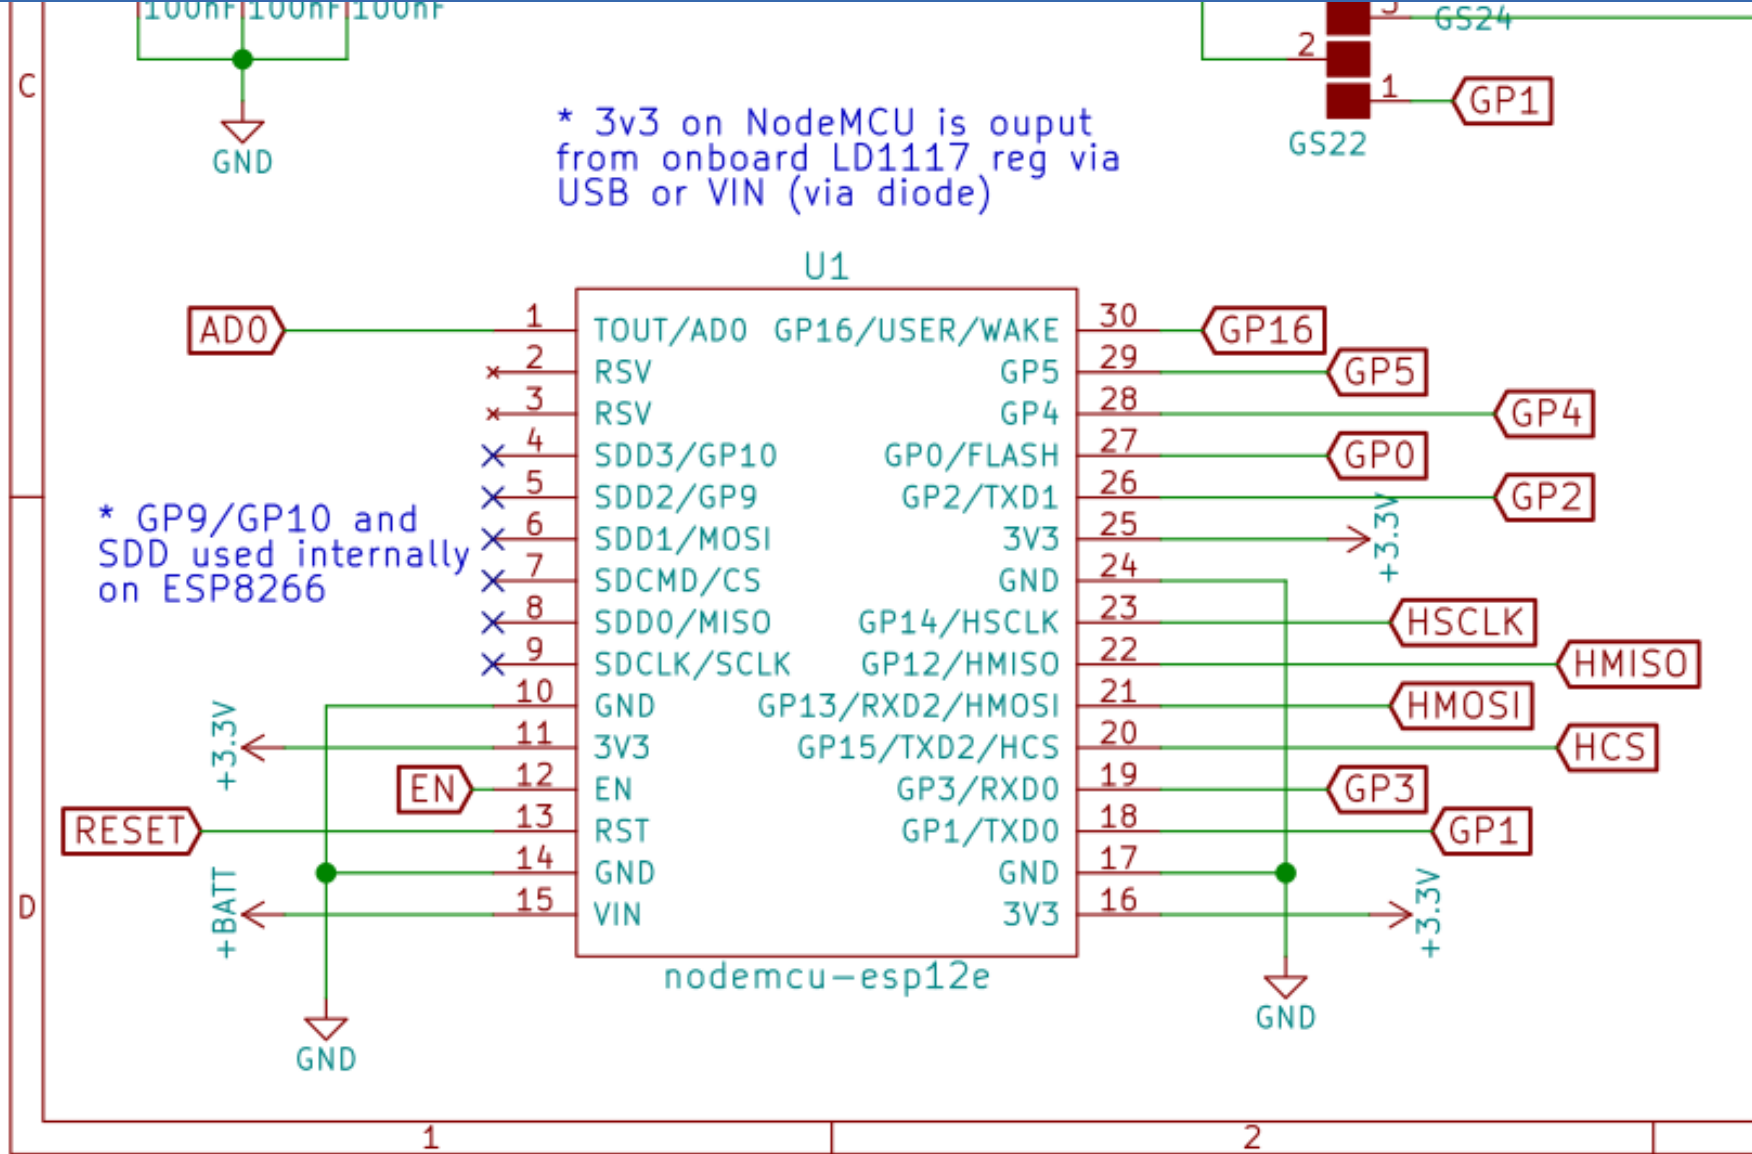 100nF 100nF 100nF
GND
C
3
GS24
2
1
GP1
GS22
* 3v3 on NodeMCU is ouput
from onboard LD1117 reg via
USB or VIN (via diode)
U1
AD0
1 TOUT/AD0
2 RSV
3 RSV
4 SDD3/GP10
5 SDD2/GP9
6 SDD1/MOSI
7 SDCMD/CS
8 SDD0/MISO
9 SDCLK/SCLK
10 GND
+3.3V
11 3V3
EN
12 EN
RESET
13 RST
14 GND
+BATT
15 VIN
GND
* GP9/GP10 and
SDD used internally
on ESP8266
GP16/USER/WAKE 30 GP16
GP5 29 GP5
GP4 28 GP4
GP0/FLASH 27 GP0
GP2/TXD1 26 GP2
3V3 25 +3.3V
GND 24
GP14/HSCLK 23 HSCLK
GP12/HMISO 22 HMISO
GP13/RXD2/HMOSI 21 HMOSI
GP15/TXD2/HCS 20 HCS
GP3/RXD0 19 GP3
GP1/TXD0 18 GP1
GND 17
3V3 16 +3.3V
GND
nodemcu-esp12e
D
1
2